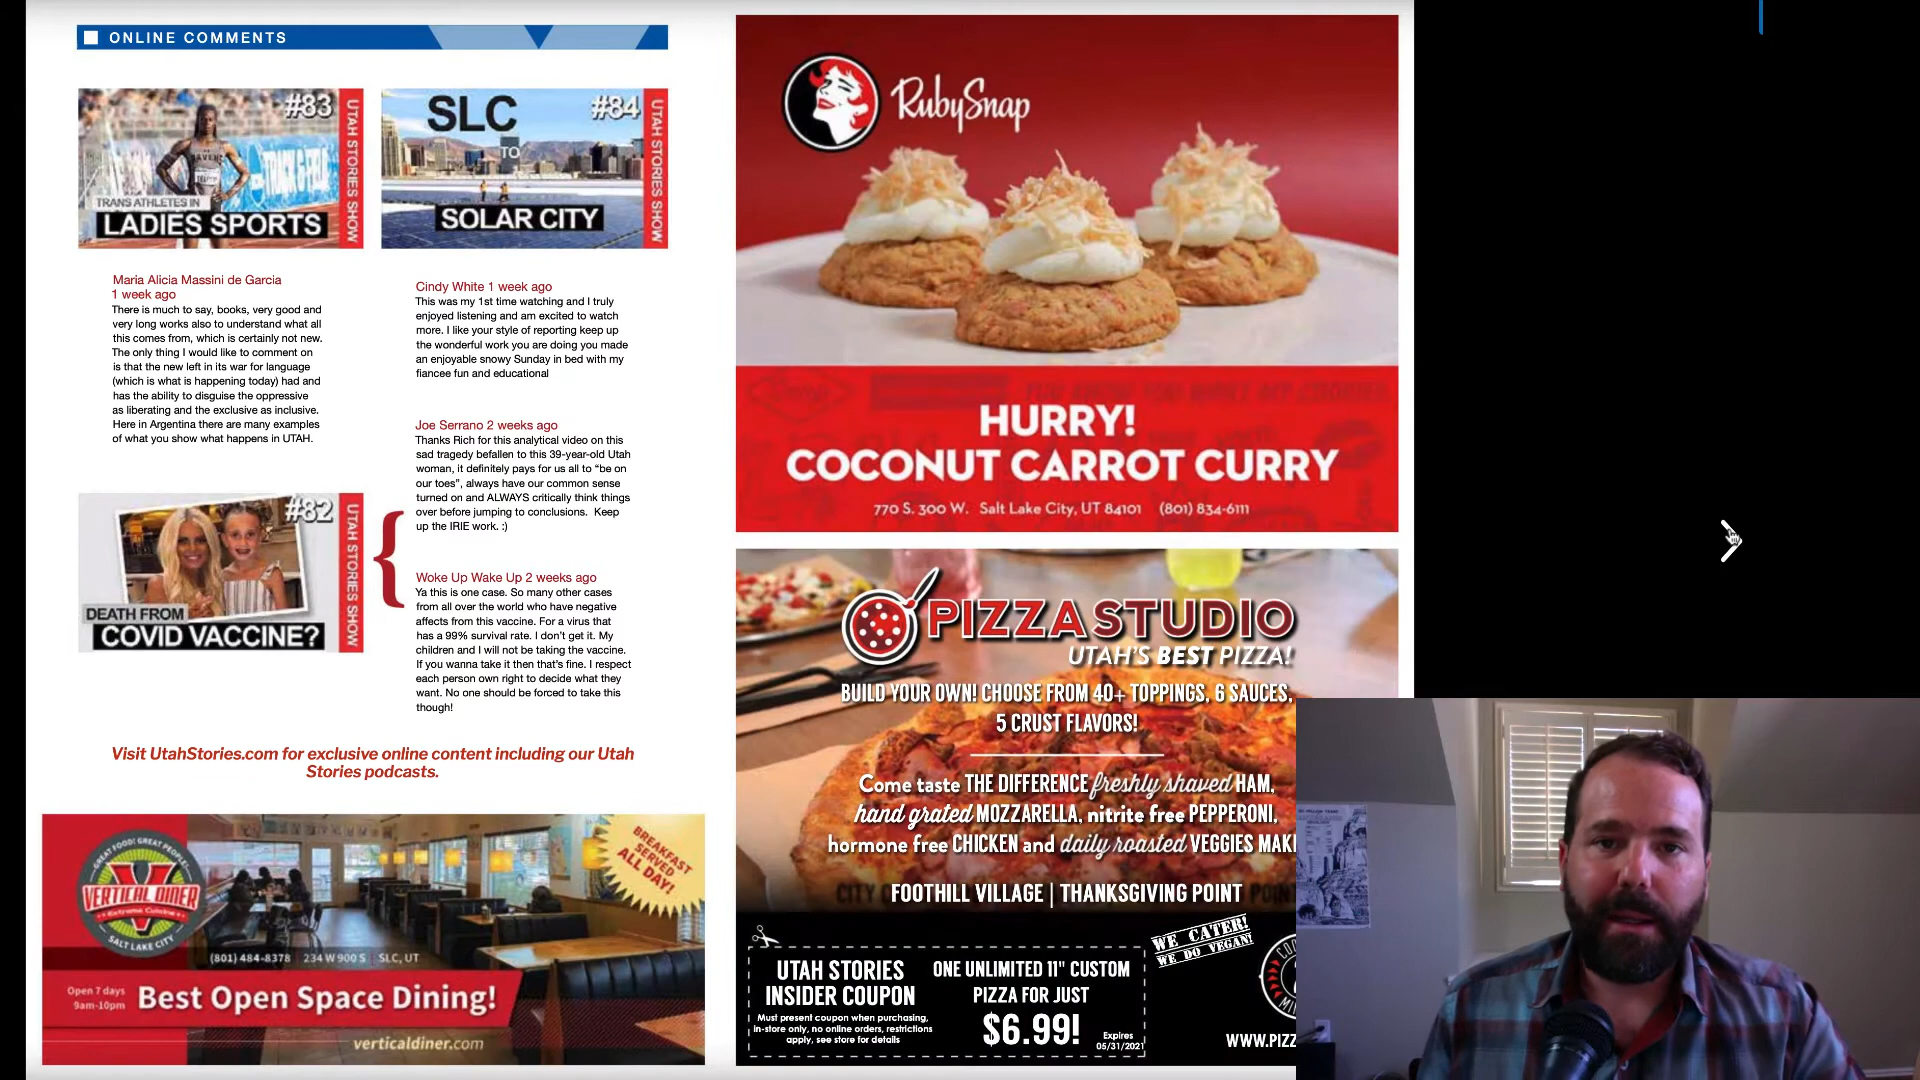 ONLINE COMMENTS
#83
UTAH STORIES SHOW
TRANS ATHLETES IN
LADIES SPORTS
SLC
TO
#84
UTAH STORIES SHOW
SOLAR CITY
Maria Alicia Massini de Garcia
1 week ago
There is much to say, books, very good and
very long works also to understand what all
this comes from, which is certainly not new.
The only thing I would like to comment on
is that the new left in its war for language
(which is what is happening today) had and
has the ability to disguise the oppressive
as liberating and the exclusive as inclusive.
Here in Argentina there are many examples
of what you show what happens in UTAH.
#82
UTAH STORIES SHOW
DEATH FROM
COVID VACCINE?
Cindy White 1 week ago
This was my 1st time watching and I truly
enjoyed listening and am excited to watch
more. I like your style of reporting keep up
the wonderful work you are doing you made
an enjoyable snowy Sunday in bed with my
fiancee fun and educational
Joe Serrano 2 weeks ago
Thanks Rich for this analytical video on this
sad tragedy befallen to this 39-year-old Utah
woman, it definitely pays for us all to “be on
our toes”, always have our common sense
turned on and ALWAYS critically think things
over before jumping to conclusions. Keep
up the IRIE work. :)
{
Woke Up Wake Up 2 weeks ago
Ya this is one case. So many other cases
from all over the world who have negative
affects from this vaccine. For a virus that
has a 99% survival rate. I don’t get it. My
children and I will not be taking the vaccine.
If you wanna take it then that’s fine. I respect
each person own right to decide what they
want. No one should be forced to take this
though!
Visit UtahStories.com for exclusive online content including our Utah
Stories podcasts.
GREAT FOOD! GREAT PEOPLE!
VERTICAL DINER
Extreme Cuisine
SALT LAKE CITY
BREAKFAST
SERVED
ALL DAY!
(801) 484-8378 | 234 W 900 S | SLC, UT
Open 7 days
9am-10pm
Best Open Space Dining!
verticaldiner.com
RubySnap
HURRY!
COCONUT CARROT CURRY
770 S. 300 W. Salt Lake City, UT 84101 (801) 834-6111
PIZZA STUDIO
UTAH'S BEST PIZZA!
BUILD YOUR OWN! CHOOSE FROM 40+ TOPPINGS, 6 SAUCES,
5 CRUST FLAVORS!
Come taste THE DIFFERENCE freshly shaved HAM,
hand grated MOZZARELLA, nitrite free PEPPERONI,
hormone free CHICKEN and daily roasted VEGGIES MAK
FOOTHILL VILLAGE | THANKSGIVING POINT
WE CATER!
WE DO VEGAN!
UTAH STORIES
INSIDER COUPON
Must present coupon when purchasing,
in-store only, no online orders, restrictions
apply, see store for details
ONE UNLIMITED 11" CUSTOM
PIZZA FOR JUST
$6.99!
Expires
05/31/2021
WWW.PIZZ